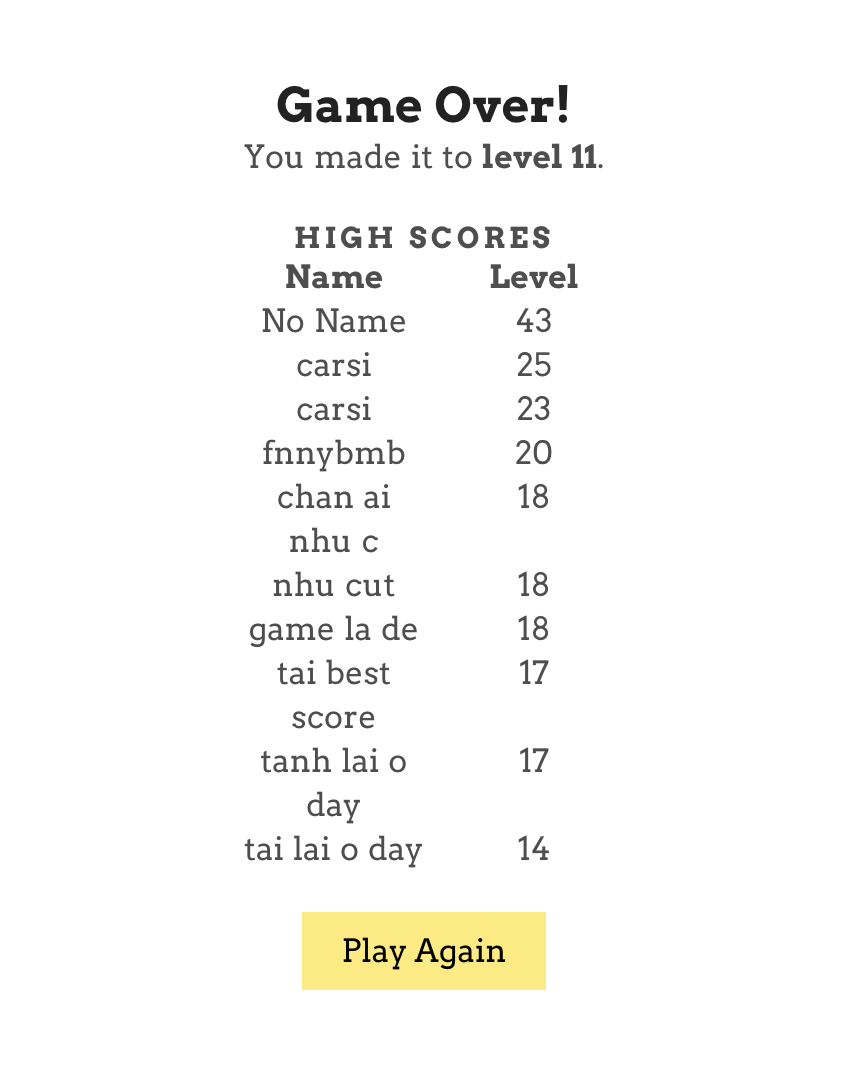 Game Over!
You made it to level 11.
HIGH SCORES
Name Level
No Name 43
carsi 25
carsi 23
fnnybmb 20
chan ai 18
nhu c
nhu cut 18
game la de 18
tai best 17
score
tanh lai o 17
day
tai lai o day 14
Play Again